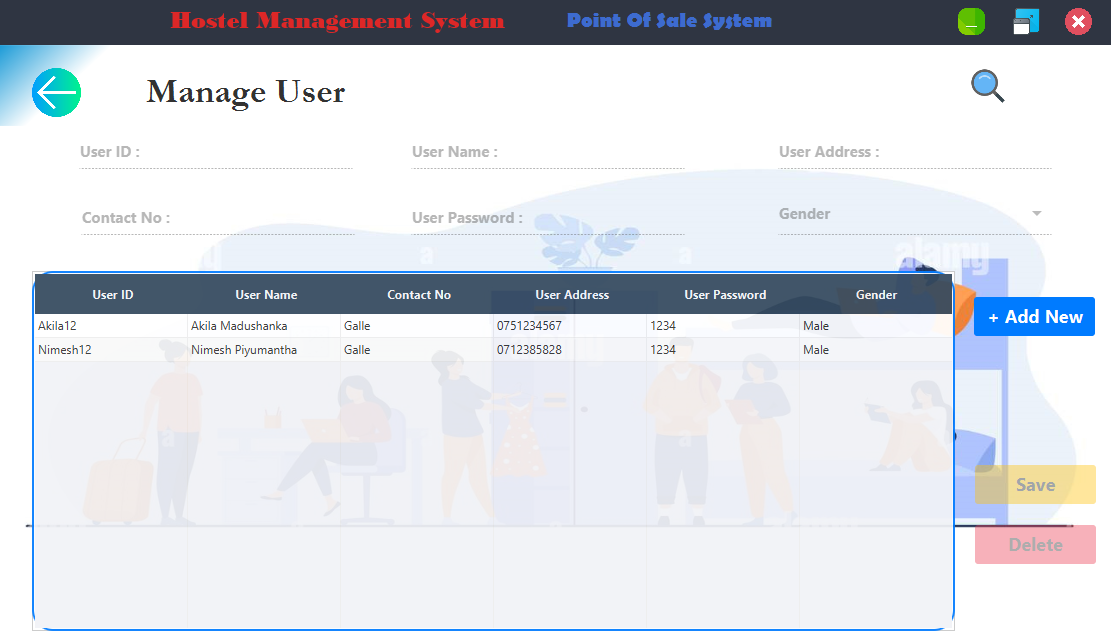 Hostel Management System Point Of Sale System
Manage User
User ID : User Name : User Address :
Contact No : User Password : Gender
alamy
a a
User ID User Name Contact No User Address User Password Gender
+ Add New
Akila12 Akila Madushanka Galle 0751234567 1234 Male
Nimesh12 Nimesh Piyumantha Galle 0712385828 1234 Male
a a
Save
Delete